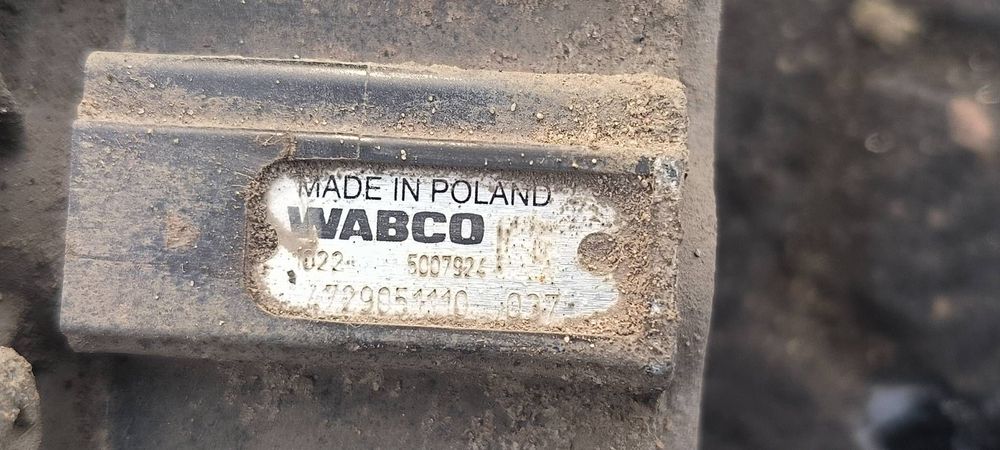 MADE IN POLAND
WABCO
1022 5007924
4729051110 037